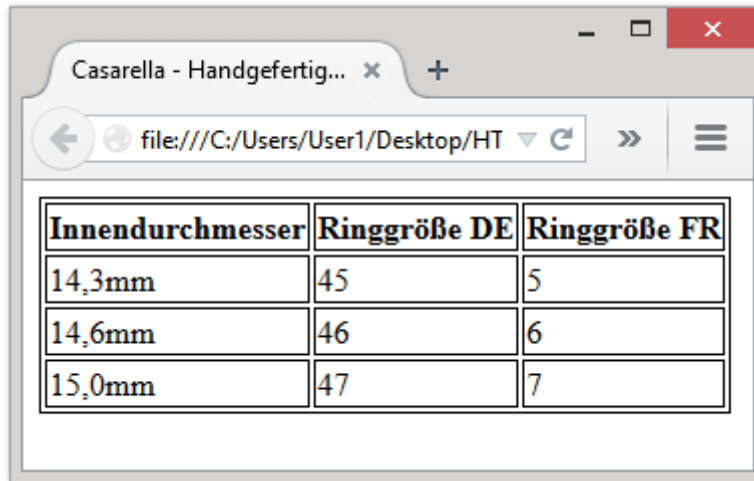 Casarella - Handgefertig...
file:///C:/Users/User1/Desktop/HT
Innendurchmesser Ringgröße DE Ringgröße FR
14,3mm 45 5
14,6mm 46 6
15,0mm 47 7